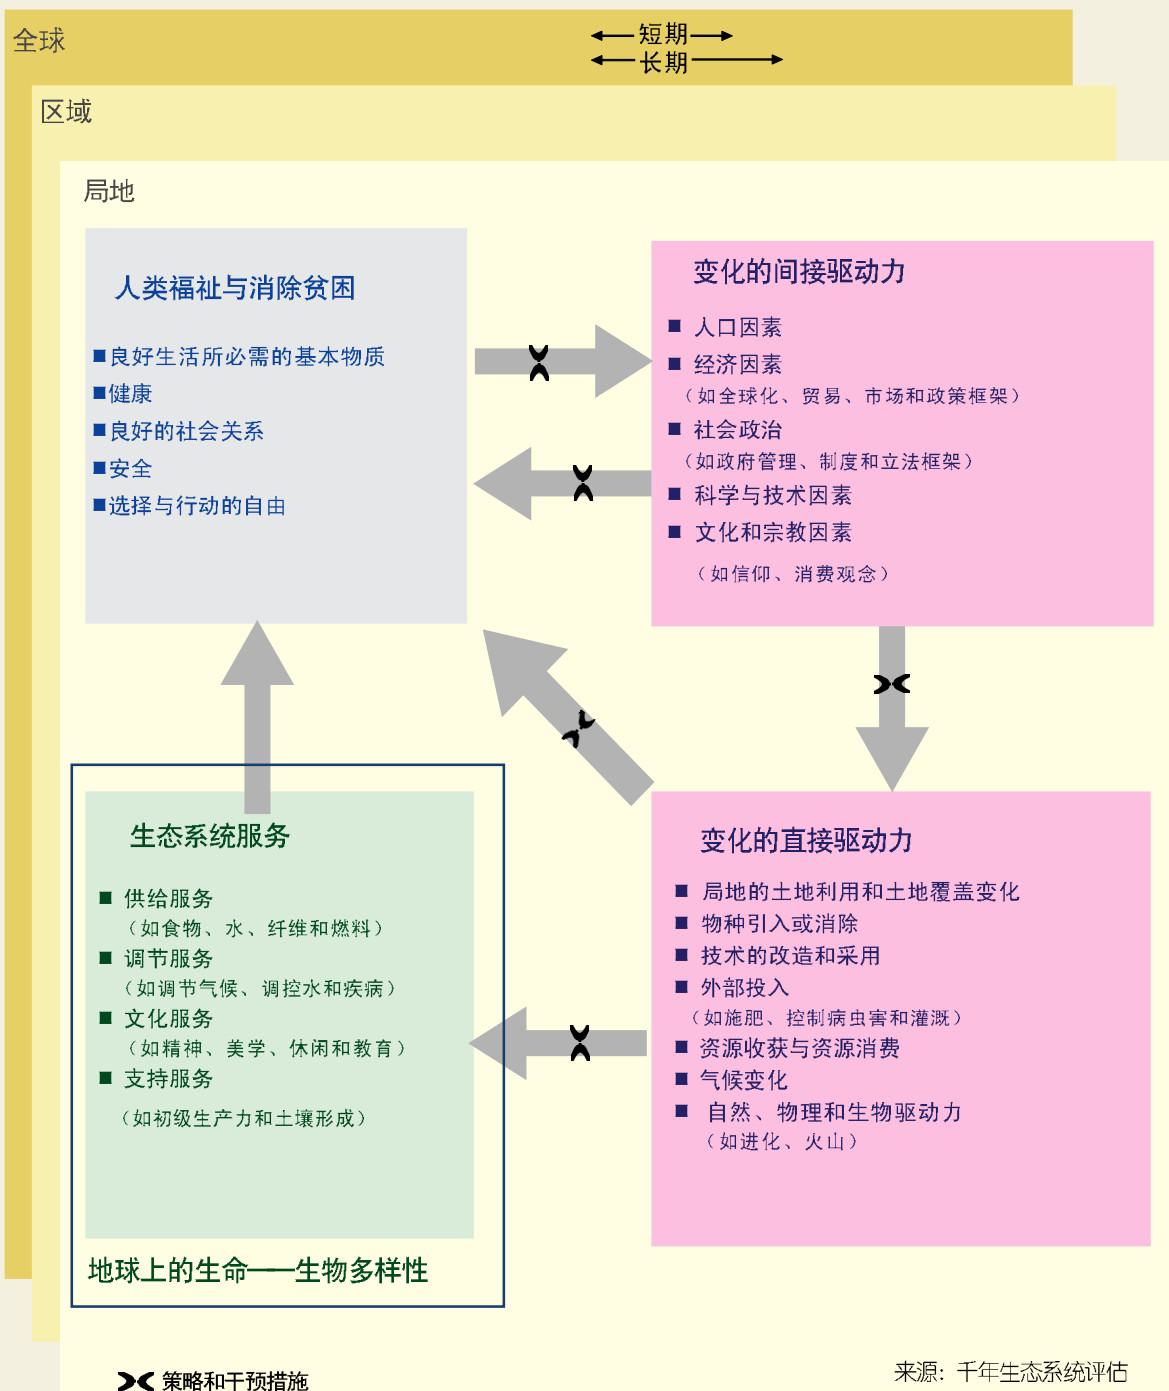 全球
短期
长期
区域
局地
人类福祉与消除贫困
良好生活所必需的基本物质
健康
良好的社会关系
安全
选择与行动的自由
变化的间接驱动力
人口因素
经济因素
（如全球化、贸易、市场和政策框架）
社会政治
（如政府管理、制度和立法框架）
科学与技术因素
文化和宗教因素
（如信仰、消费观念）
生态系统服务
供给服务
（如食物、水、纤维和燃料）
调节服务
（如调节气候、调控水和疾病）
文化服务
（如精神、美学、休闲和教育）
支持服务
（如初级生产力和土壤形成）
地球上的生命——生物多样性
变化的直接驱动力
局地的土地利用和土地覆盖变化
物种引入或消除
技术的改造和采用
外部投入
（如施肥、控制病虫害和灌溉）
资源收获与资源消费
气候变化
自然、物理和生物驱动力
（如进化、火山）
策略和干预措施
来源：千年生态系统评估